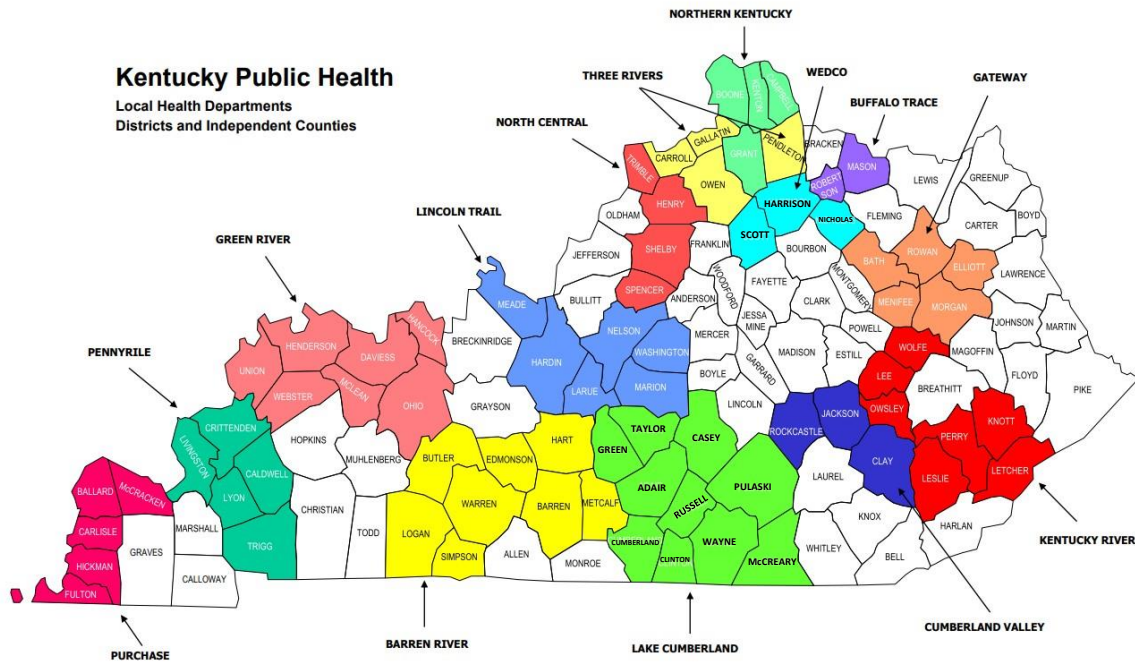 Kentucky Public Health
Local Health Departments
Districts and Independent Counties
NORTHERN KENTUCKY
THREE RIVERS
WEDCO
GATEWAY
BUFFALO TRACE
NORTH CENTRAL
LINCOLN TRAIL
GREEN RIVER
PENNYRILE
PURCHASE
BARREN RIVER
LAKE CUMBERLAND
CUMBERLAND VALLEY
KENTUCKY RIVER
BOONE
KENTON
CAMPBELL
GALLATIN
CARROLL
TRIMBLE
GRANT
PENDLETON
BRACKEN
MASON
ROBERT
SON
LEWIS
GREENUP
BOYD
CARTER
OWEN
HENRY
HARRISON
NICHOLAS
FLEMING
ROWAN
ELLIOTT
OLDHAM
SCOTT
SHELBY
FRANKLIN
BOURBON
BATH
LAWRENCE
JEFFERSON
SPENCER
BULLITT
ANDERSON
WOODFORD
FAYETTE
CLARK
MONTGOMERY
MENIFEE
MORGAN
JOHNSON
MARTIN
MEADE
BRECKINRIDGE
HANCOCK
DAVIESS
HENDERSON
UNION
WEBSTER
MCLEAN
OHIO
HARDIN
NELSON
WASHINGTON
MERCER
JESSA
MINE
MADISON
ESTILL
POWELL
WOLFE
MAGOFFIN
FLOYD
PIKE
LARUE
MARION
BOYLE
GARRARD
LINCOLN
LEE
BREATHITT
GRAYSON
HOPKINS
MUHLENBERG
CRITTENDEN
LIVINGSTON
CALDWELL
LYON
TRIGG
CHRISTIAN
TODD
LOGAN
BUTLER
EDMONSON
HART
WARREN
BARREN
METCALF
SIMPSON
ALLEN
MONROE
GREEN
TAYLOR
CASEY
ADAIR
RUSSELL
PULASKI
CUMBERLAND
CLINTON
WAYNE
McCREARY
ROCKCASTLE
JACKSON
OWSLEY
CLAY
PERRY
KNOTT
LESLIE
LETCHER
LAUREL
KNOX
HARLAN
WHITLEY
BELL
BALLARD
McCRACKEN
CARLISLE
GRAVES
MARSHALL
CALLOWAY
HICKMAN
FULTON